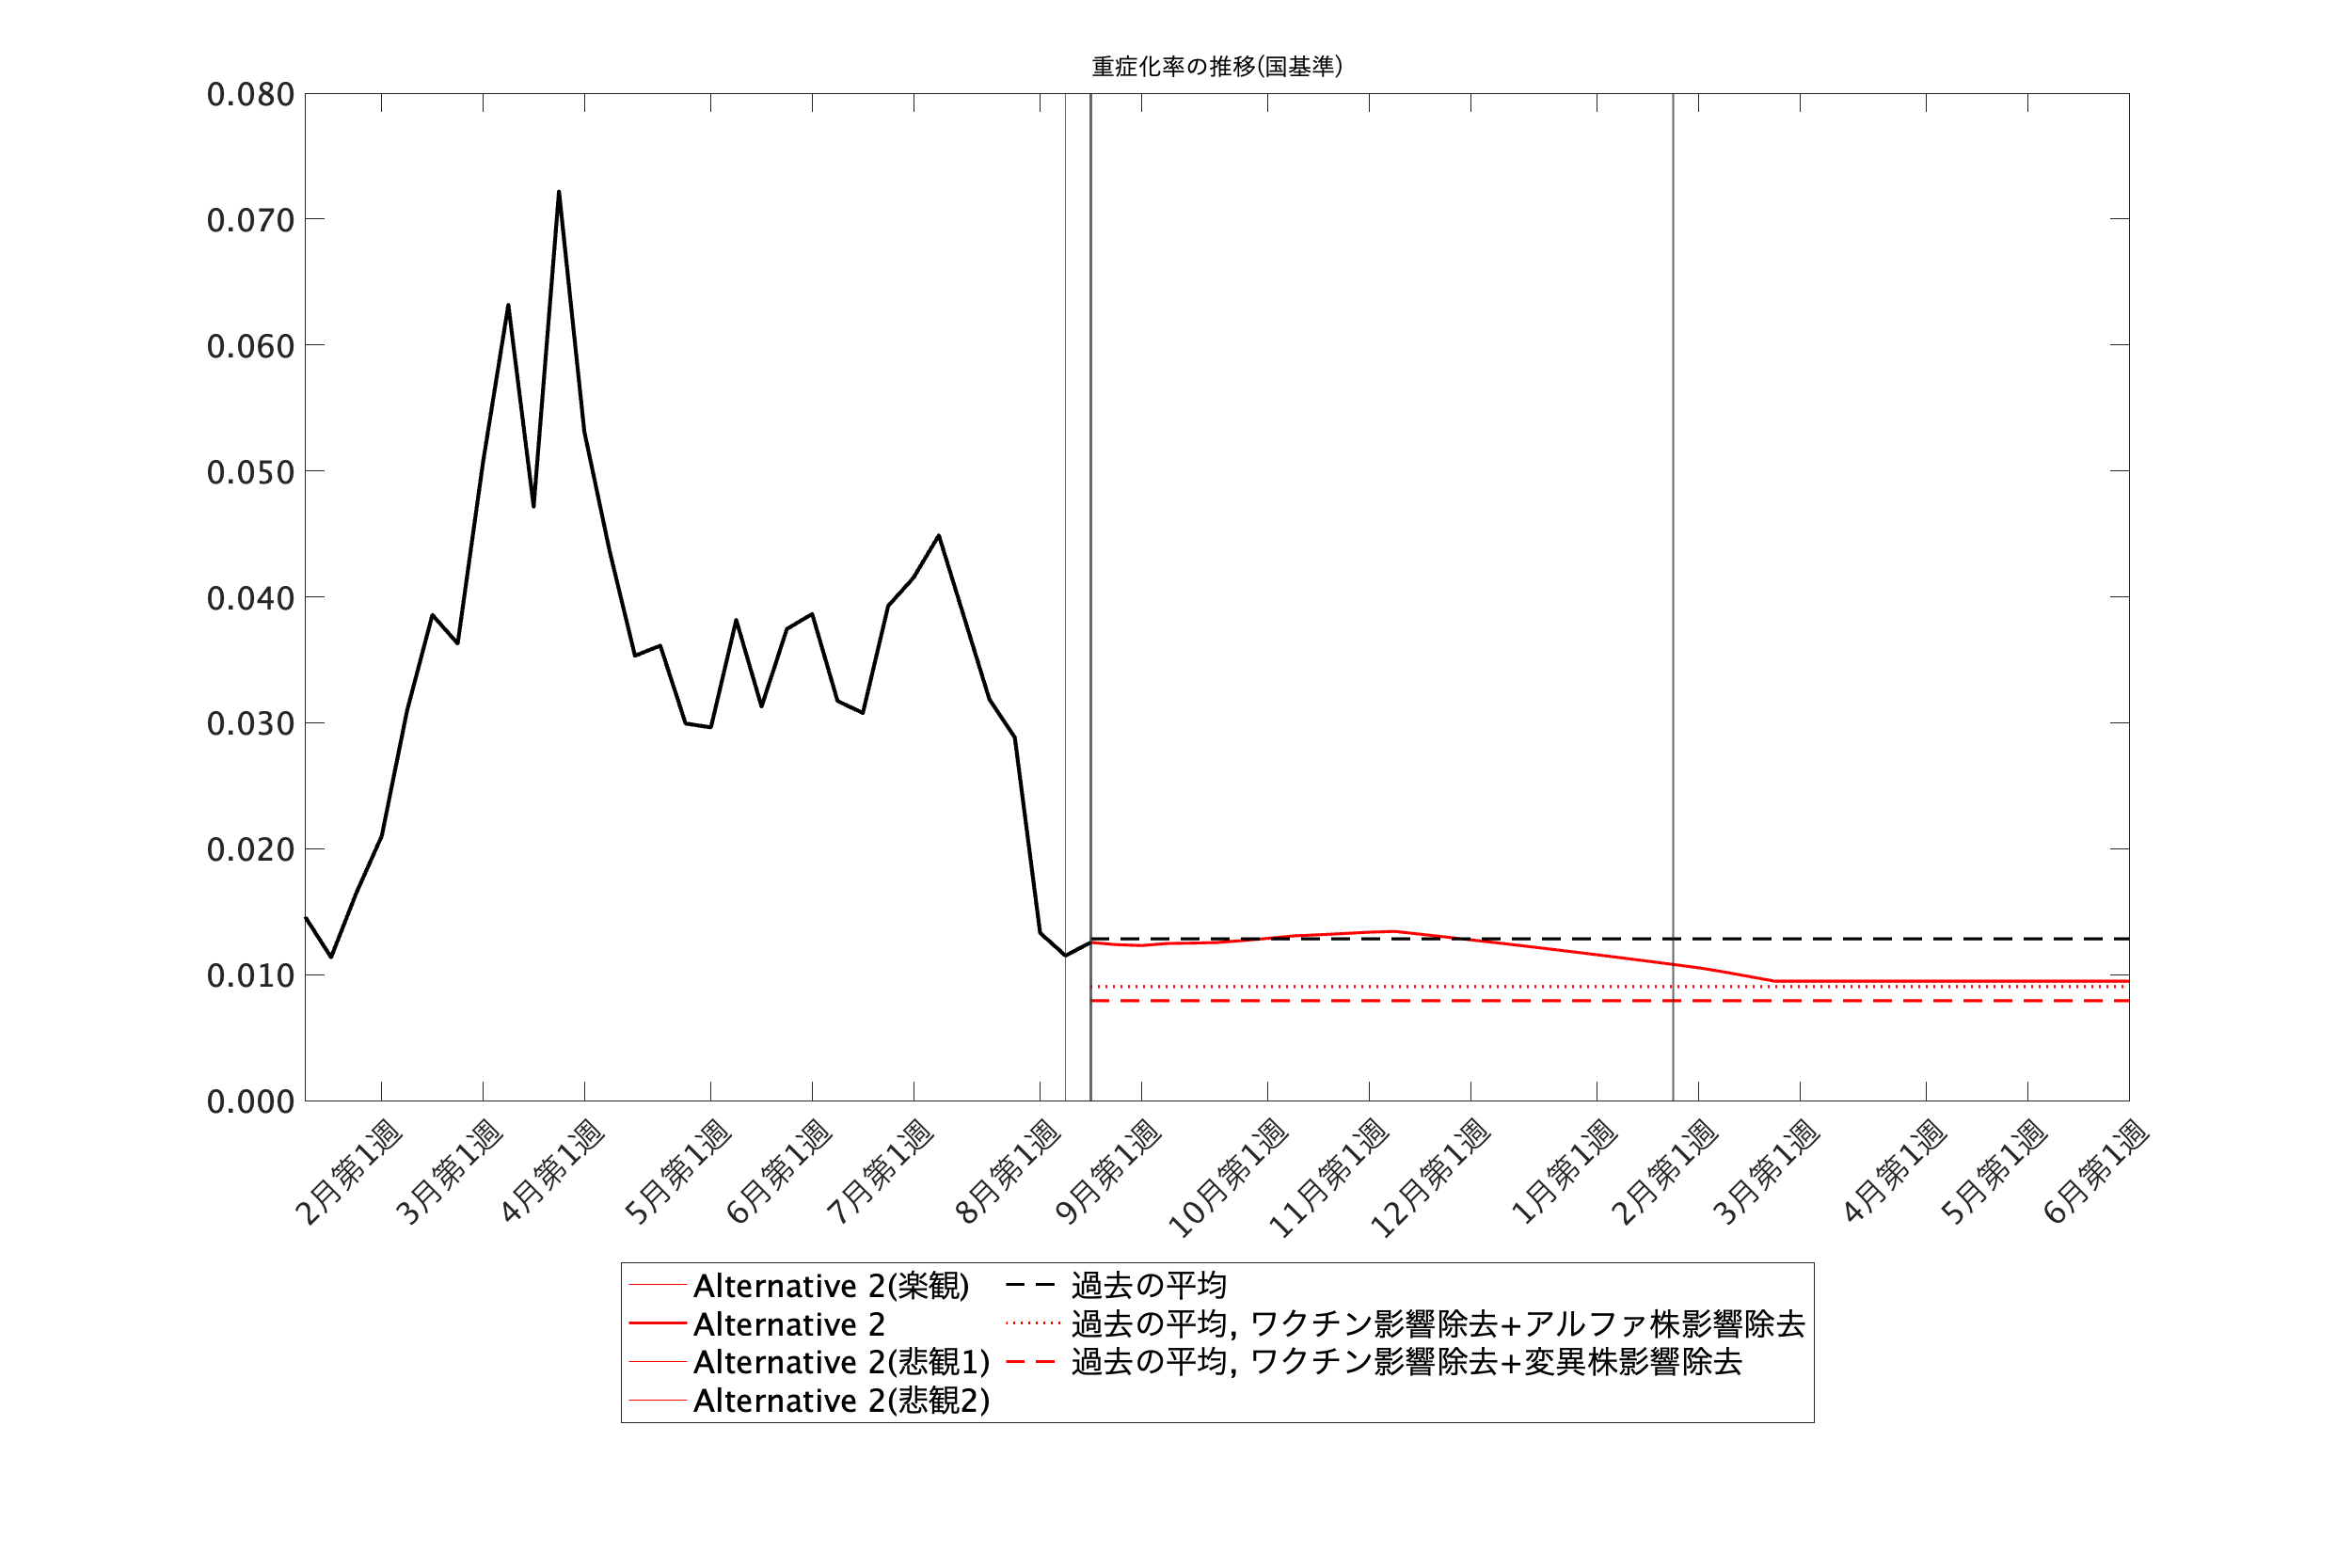 重症化率の推移(国基準)
0.080
0.070
0.060
0.050
0.040
0.030
0.020
0.010
0.000
2月第1週
3月第1週
4月第1週
5月第1週
6月第1週
7月第1週
8月第1週
9月第1週
10月第1週
11月第1週
12月第1週
1月第1週
2月第1週
3月第1週
4月第1週
5月第1週
6月第1週
Alternative 2(楽観)
Alternative 2
Alternative 2(悲観1)
Alternative 2(悲観2)
過去の平均
過去の平均, ワクチン影響除去+アルファ株影響除去
過去の平均, ワクチン影響除去+変異株影響除去